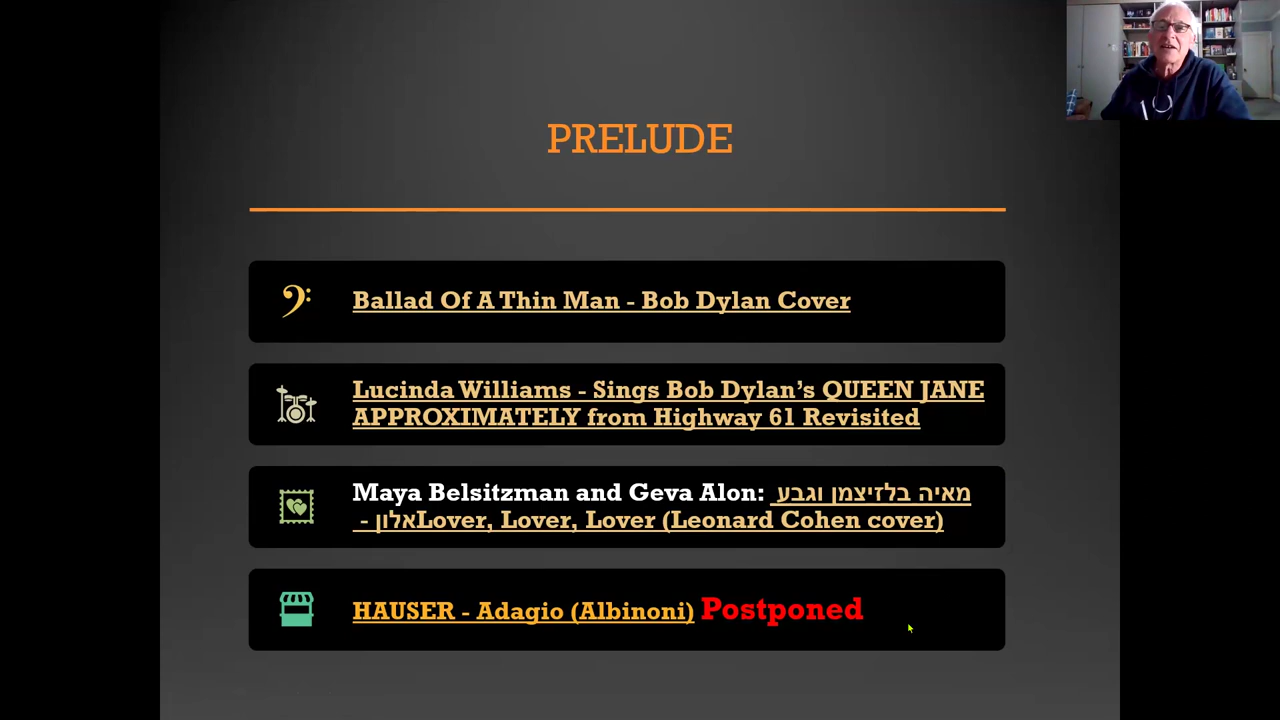 PRELUDE
Ballad Of A Thin Man - Bob Dylan Cover
Lucinda Williams - Sings Bob Dylan’s QUEEN JANE
APPROXIMATELY from Highway 61 Revisited
Maya Belsitzman and Geva Alon: מאיה בלזיצמן וגבע
אלון - Lover, Lover, Lover (Leonard Cohen cover)
HAUSER - Adagio (Albinoni) Postponed